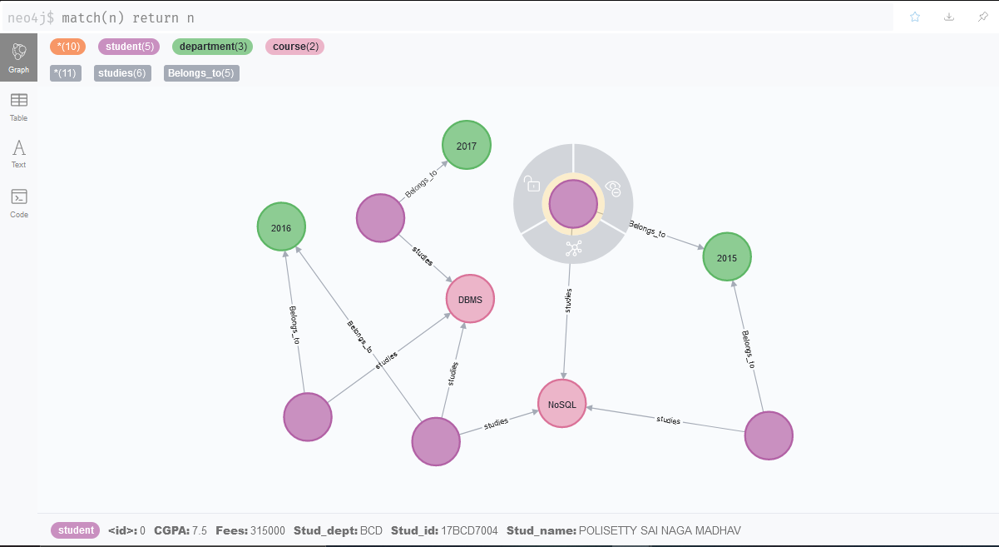 neo4j$ match(n) return n
*(10) student(5) department(3) course(2)
*(11) studies(6) Belongs_to(5)
Graph
Table
Text
Code
2017
Belongs_to
2016
studies
DBMS
Belongs_to
2015
studies
Belongs_to
Belongs_to
studies
studies
Belongs_to
NoSQL
studies
studies
student <id>: 0 CGPA: 7.5 Fees: 315000 Stud_dept: BCD Stud_id: 17BCD7004 Stud_name: POLISETTY SAI NAGA MADHAV